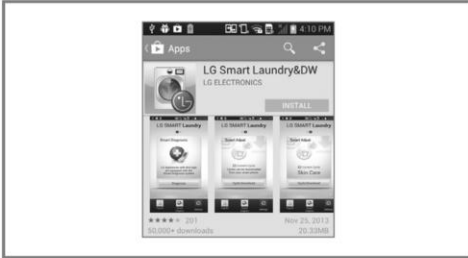 4:10 PM
Apps
LG Smart Laundry&DW
LG ELECTRONICS
INSTALL
LG SMART Laundry
LG SMART Laundry
LG SMART Laundry
Smart Diagnosis
Smart Adapt
Smart Adapt
Skin Care
Diagnosis
201
Nov 25, 2013
50,000+ downloads
20.33MB